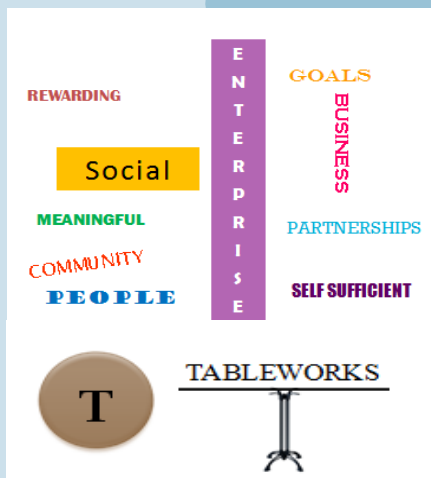 REWARDING
Social
MEANINGFUL
COMMUNITY
PEOPLE
ENTERPRISE
GOALS
BUSINESS
PARTNERSHIPS
SELF SUFFICIENT
T
TABLEWORKS